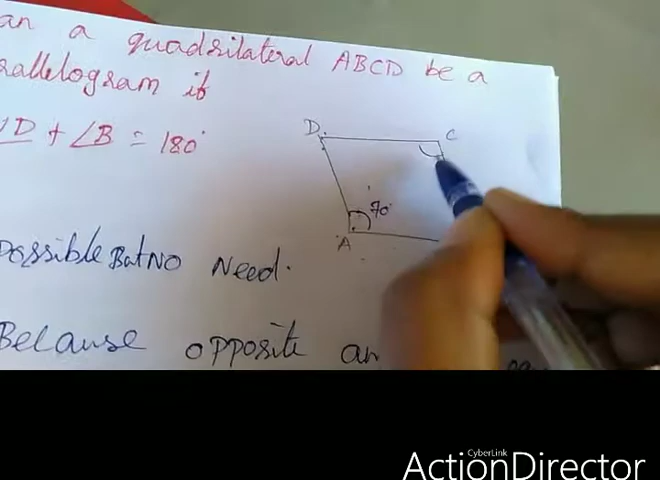 an a quadrilateral ABCD be a
rallelogram if
∠D + ∠B = 180°
D C
70°
A
Possible But NO Need.
Because opposite an
CyberLink
ActionDirector